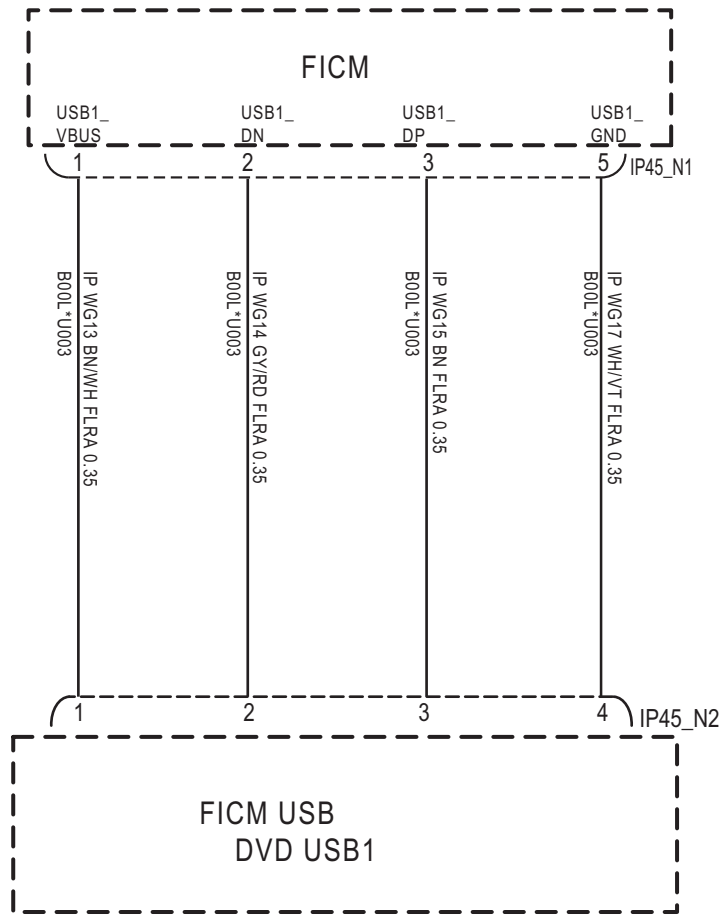 FICM
USB1_
VBUS
USB1_
DN
USB1_
DP
USB1_
GND
1
2
3
5
IP45_N1
IP WG13 BN/WH FLRA 0.35
B00L*U003
IP WG14 GY/RD FLRA 0.35
B00L*U003
IP WG15 BN FLRA 0.35
B00L*U003
IP WG17 WH/VT FLRA 0.35
B00L*U003
1
2
3
4
IP45_N2
FICM USB
DVD USB1